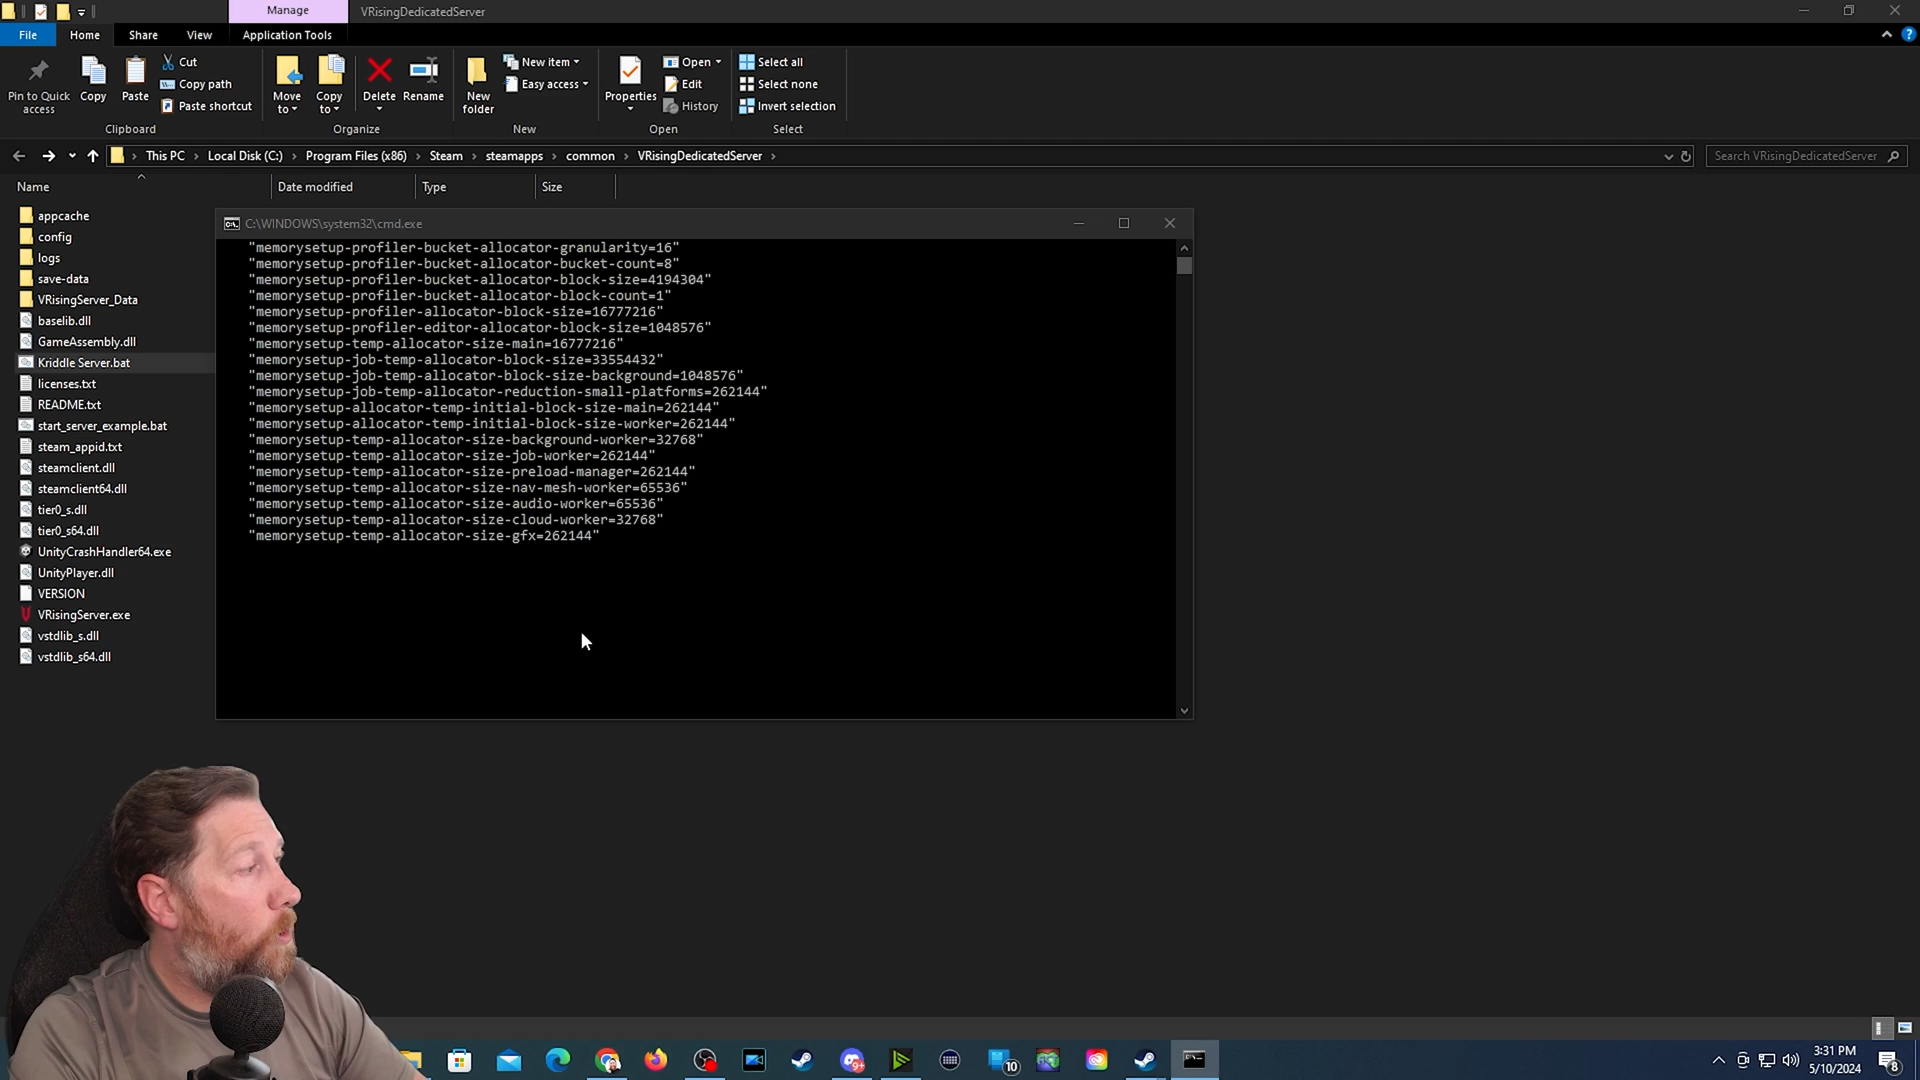 Manage
VRisingDedicatedServer
File
Home
Share
View
Application Tools
Pin to Quick
access
Copy
Paste
Cut
Copy path
Paste shortcut
Clipboard
Move
to
Copy
to
Delete
Rename
Organize
New
folder
New item
Easy access
New
Properties
Open
Edit
History
Open
Select all
Select none
Invert selection
Select
This PC
Local Disk (C:)
Program Files (x86)
Steam
steamapps
common
VRisingDedicatedServer
Search VRisingDedicatedServer
Name
Date modified
Type
Size
appcache
config
logs
save-data
VRisingServer_Data
baselib.dll
GameAssembly.dll
Kriddle Server.bat
licenses.txt
README.txt
start_server_example.bat
steam_appid.txt
steamclient.dll
steamclient64.dll
tier0_s.dll
tier0_s64.dll
UnityCrashHandler64.exe
UnityPlayer.dll
VERSION
VRisingServer.exe
vstdlib_s.dll
vstdlib_s64.dll
C:\WINDOWS\system32\cmd.exe
"memorysetup-profiler-bucket-allocator-granularity=16"
"memorysetup-profiler-bucket-allocator-bucket-count=8"
"memorysetup-profiler-bucket-allocator-block-size=4194304"
"memorysetup-profiler-bucket-allocator-block-count=1"
"memorysetup-profiler-allocator-block-size=16777216"
"memorysetup-profiler-editor-allocator-block-size=1048576"
"memorysetup-temp-allocator-size-main=16777216"
"memorysetup-job-temp-allocator-block-size=33554432"
"memorysetup-job-temp-allocator-block-size-background=1048576"
"memorysetup-job-temp-allocator-reduction-small-platforms=262144"
"memorysetup-allocator-temp-initial-block-size-main=262144"
"memorysetup-allocator-temp-initial-block-size-worker=262144"
"memorysetup-temp-allocator-size-background-worker=32768"
"memorysetup-temp-allocator-size-job-worker=262144"
"memorysetup-temp-allocator-size-preload-manager=262144"
"memorysetup-temp-allocator-size-nav-mesh-worker=65536"
"memorysetup-temp-allocator-size-audio-worker=65536"
"memorysetup-temp-allocator-size-cloud-worker=32768"
"memorysetup-temp-allocator-size-gfx=262144"
9+
10
3:31 PM
5/10/2024
8